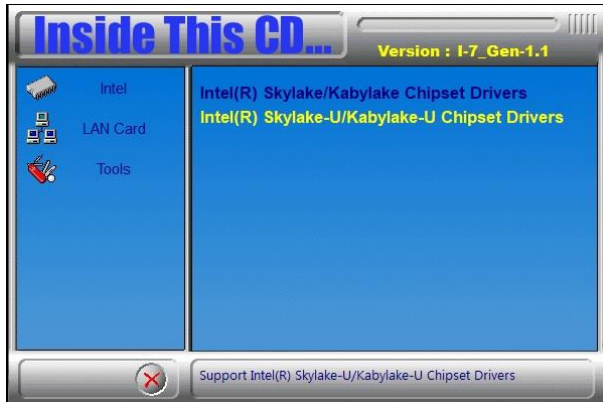 Inside This CD...
Version : I-7_Gen-1.1
Intel
LAN Card
Tools
Intel(R) Skylake/Kabylake Chipset Drivers
Intel(R) Skylake-U/Kabylake-U Chipset Drivers
Support Intel(R) Skylake-U/Kabylake-U Chipset Drivers